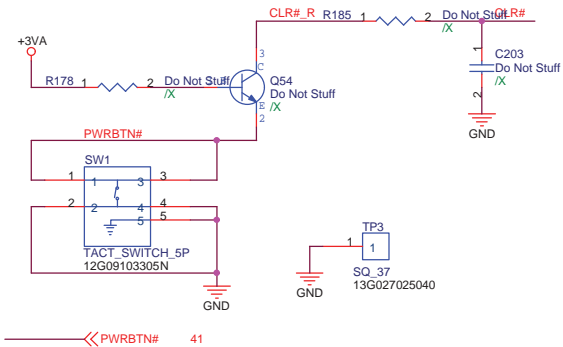 CLR#_R R185 1 2 Do Not Stuff CLR#
/X
+3VA
3
C
1
C203
Do Not Stuff
/X
2
GND
R178 1 2 Do Not Stuff
/X
Q54
Do Not Stuff
/X
E
2
PWRBTN#
SW1
1 1 3 3
2 2 4 4
5 5
TACT_SWITCH_5P
12G09103305N
GND
TP3
1 1
SQ_37
13G027025040
GND
PWRBTN# 41